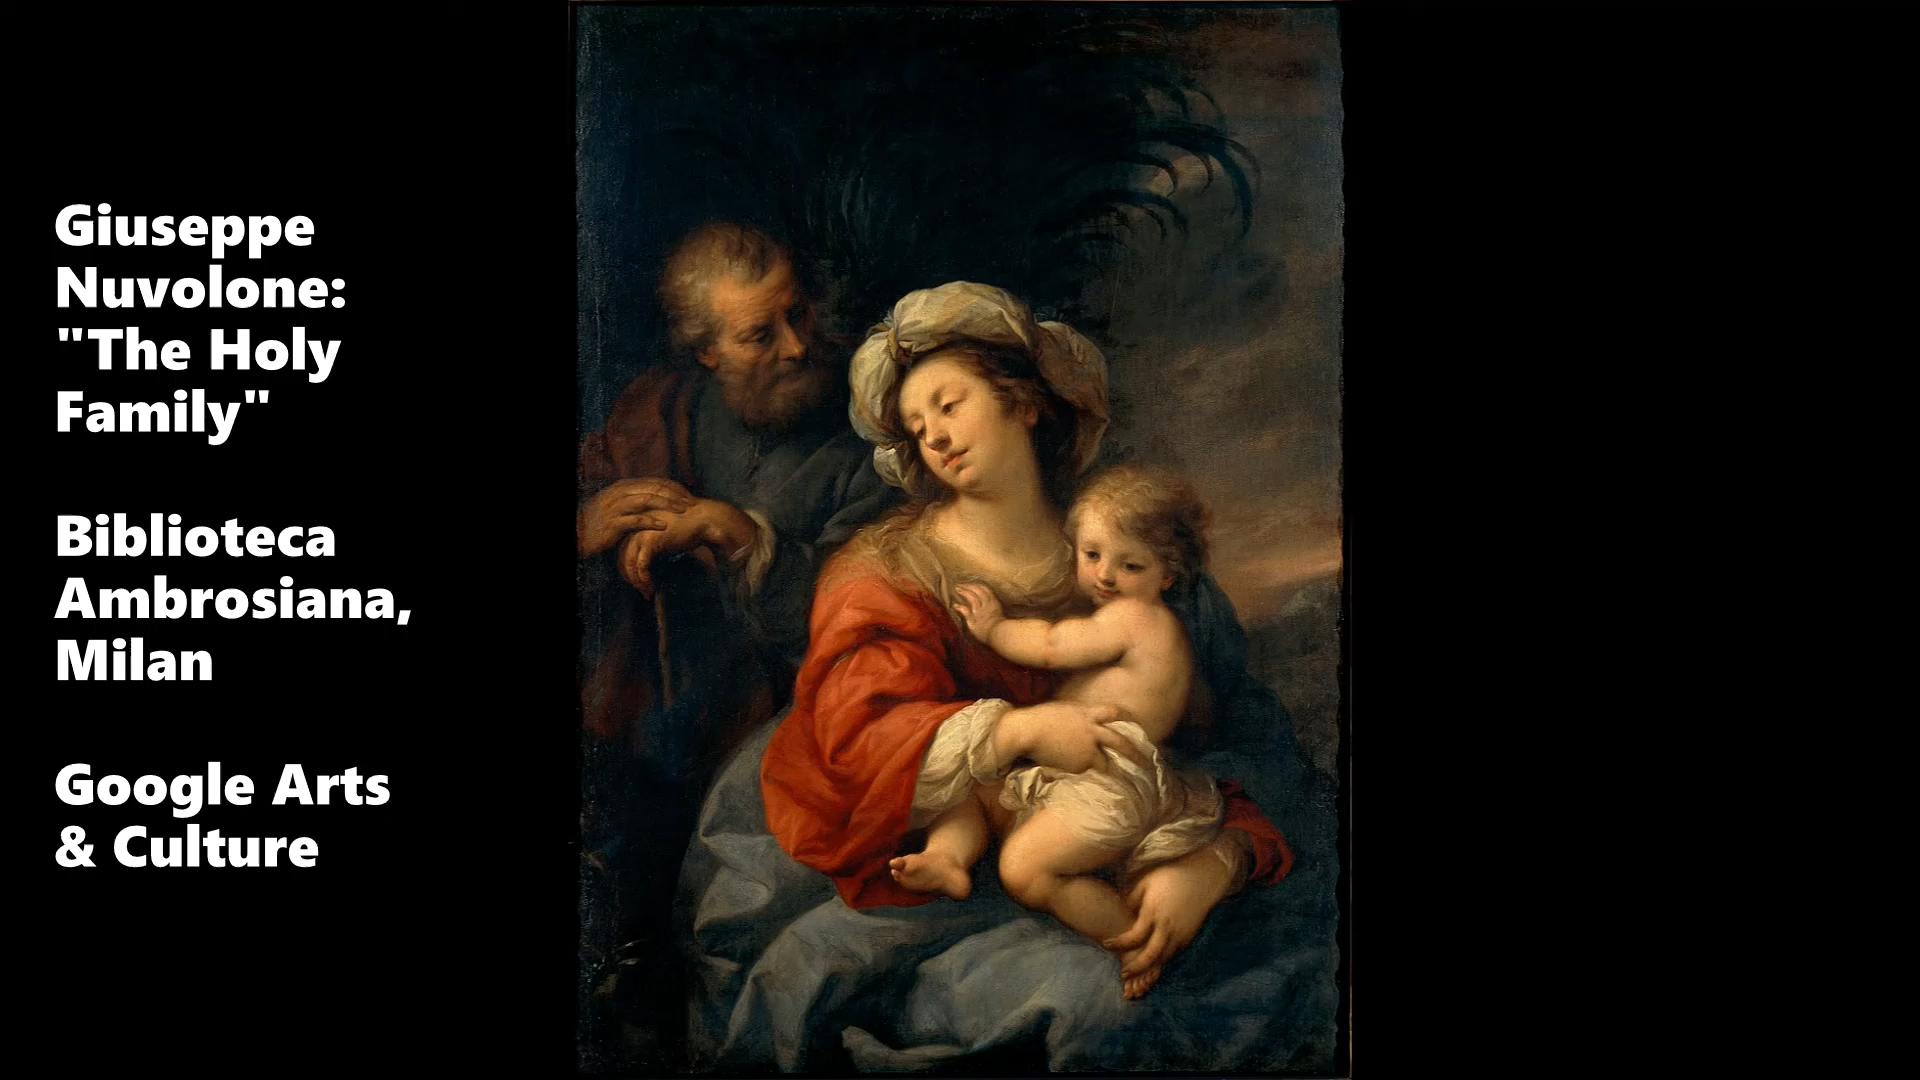 Giuseppe
Nuvolone:
"The Holy
Family"
Biblioteca
Ambrosiana,
Milan
Google Arts
& Culture